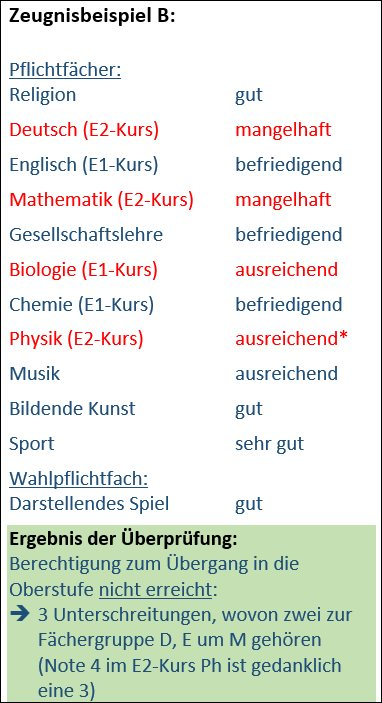 Zeugnisbeispiel B:
Pflichtfächer:
Religion gut
Deutsch (E2-Kurs) mangelhaft
Englisch (E1-Kurs) befriedigend
Mathematik (E2-Kurs) mangelhaft
Gesellschaftslehre befriedigend
Biologie (E1-Kurs) ausreichend
Chemie (E1-Kurs) befriedigend
Physik (E2-Kurs) ausreichend*
Musik ausreichend
Bildende Kunst gut
Sport sehr gut
Wahlpflichtfach:
Darstellendes Spiel gut
Ergebnis der Überprüfung:
Berechtigung zum Übergang in die
Oberstufe nicht erreicht:
➔ 3 Unterschreitungen, wovon zwei zur
Fächergruppe D, E um M gehören
(Note 4 im E2-Kurs Ph ist gedanklich
eine 3)